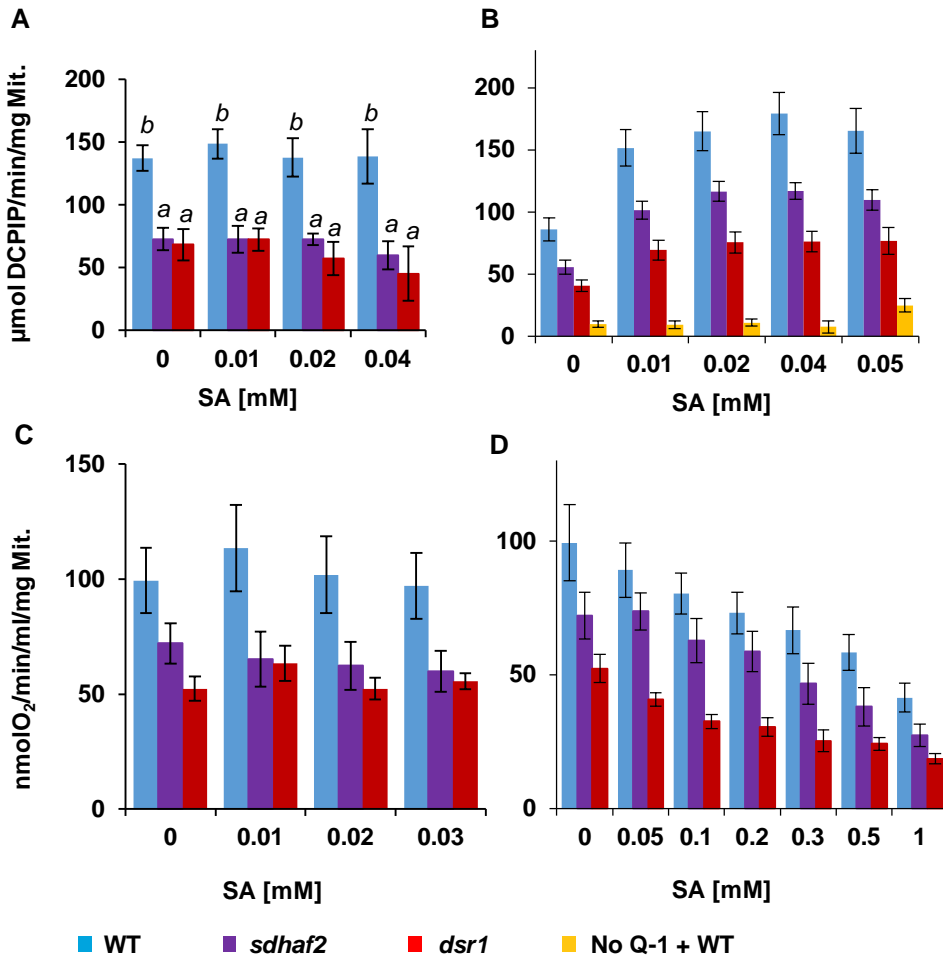 A
µmol DCPIP/min/mg Mit.
200
150
100
50
0
b b b b
a a a a a a a a
0 0.01 0.02 0.04
SA [mM]
B
200
150
100
50
0
0 0.01 0.02 0.04 0.05
SA [mM]
C
nmolO₂/min/ml/mg Mit.
150
100
50
0
0 0.01 0.02 0.03
SA [mM]
D
100
50
0
0 0.05 0.1 0.2 0.3 0.5 1
SA [mM]
WT sdhaf2 dsr1 No Q-1 + WT